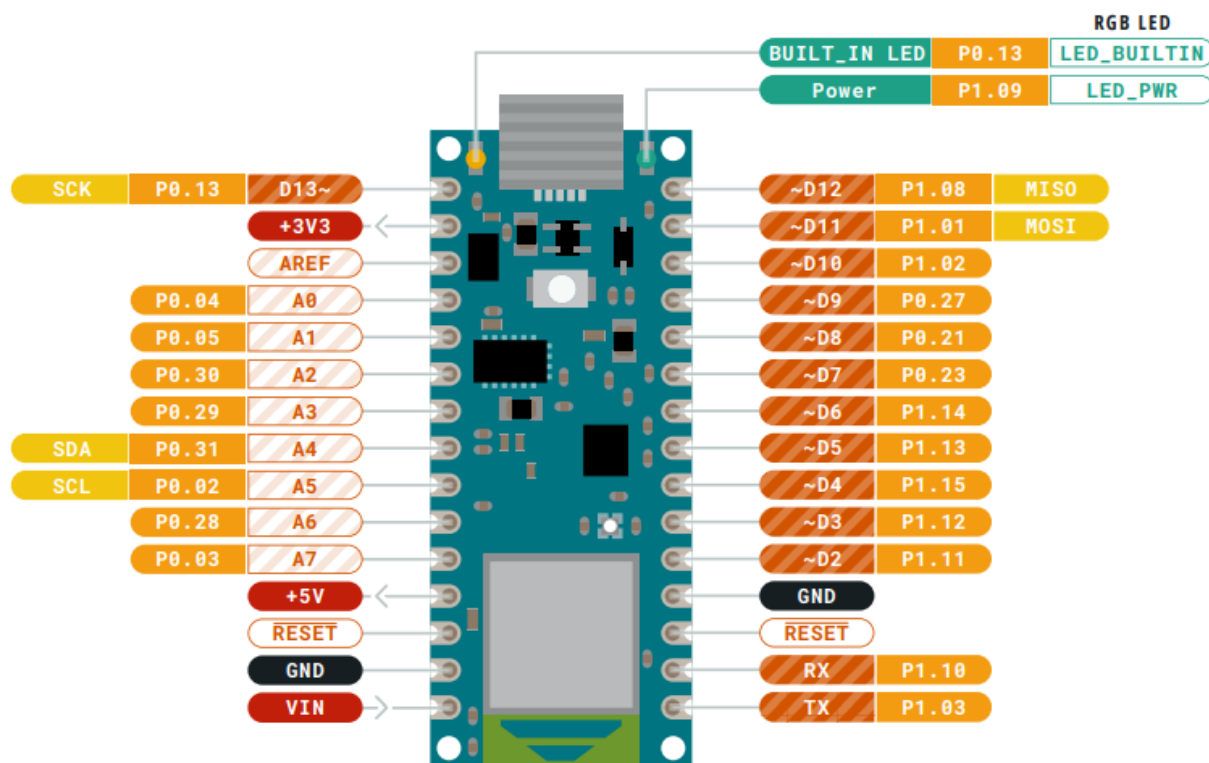 RGB LED
BUILT_IN LED P0.13 LED_BUILTIN
Power P1.09 LED_PWR
SCK P0.13 D13~ ~D12 P1.08 MISO
+3V3 ~D11 P1.01 MOSI
AREF ~D10 P1.02
P0.04 A0 ~D9 P0.27
P0.05 A1 ~D8 P0.21
P0.30 A2 ~D7 P0.23
P0.29 A3 ~D6 P1.14
SDA P0.31 A4 ~D5 P1.13
SCL P0.02 A5 ~D4 P1.15
P0.28 A6 ~D3 P1.12
P0.03 A7 ~D2 P1.11
+5V GND
RESET RESET
GND RX P1.10
VIN TX P1.03